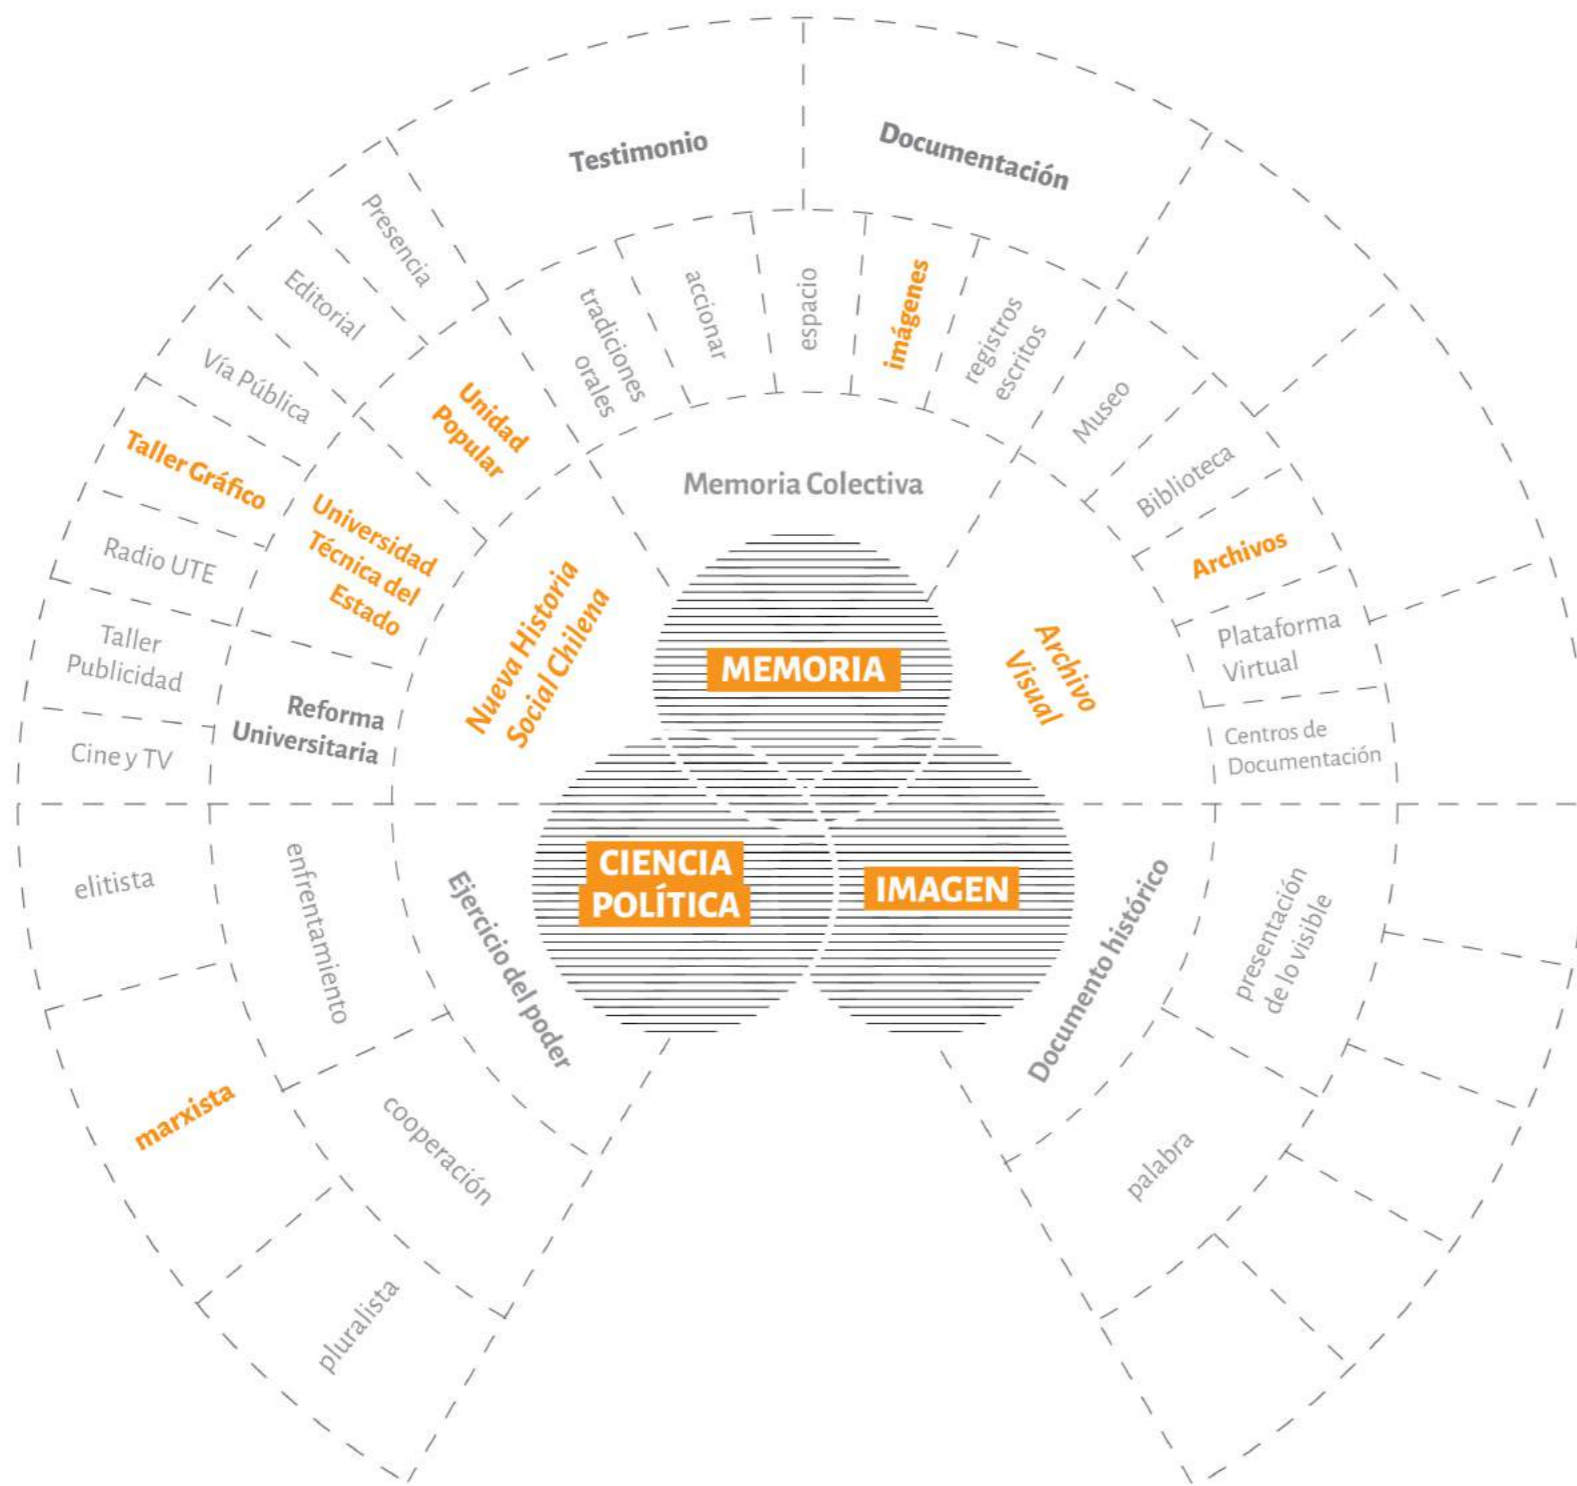 Testimonio
Documentación
Presencia
Editorial
Vía Pública
Taller Gráfico
Radio UTE
Taller
Publicidad
Cine y TV
Unidad
Popular
Universidad
Técnica del
Estado
Reforma
Universitaria
tradiciones
orales
accionar
espacio
imágenes
registros
escritos
Museo
Biblioteca
Archivos
Plataforma
Virtual
Centros de
Documentación
Memoria Colectiva
Nueva Historia
Social Chilena
Archivo
Visual
MEMORIA
CIENCIA
POLÍTICA
IMAGEN
elitista
marxista
pluralista
enfrentamiento
cooperación
Ejercicio del poder
Documento histórico
presentación
de lo visible
palabra